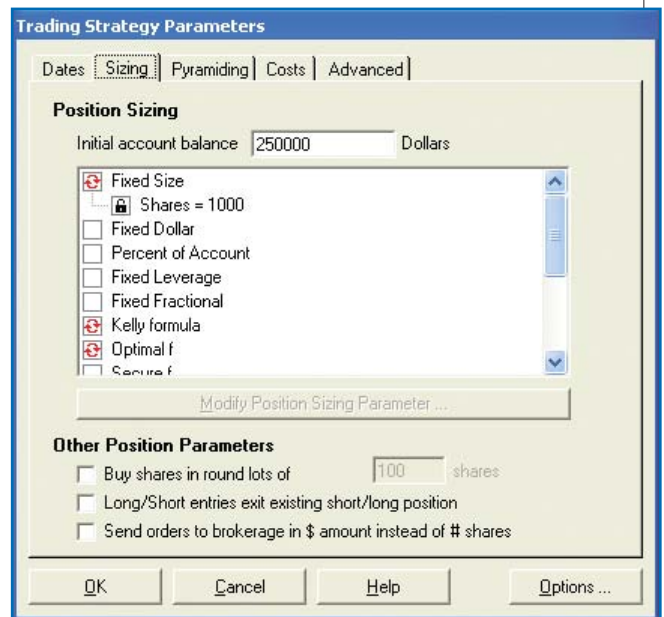 Trading Strategy Parameters
Dates Sizing Pyramiding Costs Advanced
Position Sizing
Initial account balance 250000 Dollars
Fixed Size
Shares = 1000
Fixed Dollar
Percent of Account
Fixed Leverage
Fixed Fractional
Kelly formula
Optimal f
Secure f
Modify Position Sizing Parameter ...
Other Position Parameters
Buy shares in round lots of 100 shares
Long/Short entries exit existing short/long position
Send orders to brokerage in $ amount instead of # shares
OK Cancel Help Options ...